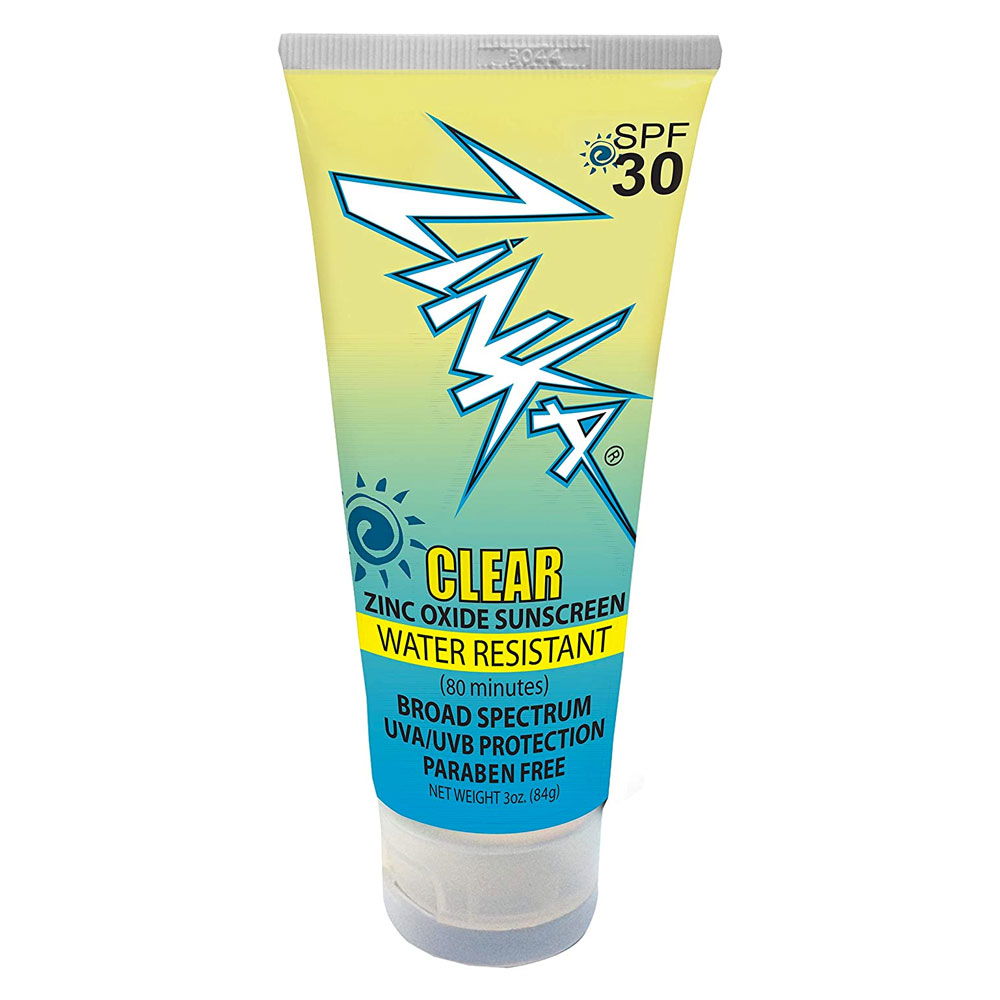 8044
SPF
30
ZINKA®
CLEAR
ZINC OXIDE SUNSCREEN
WATER RESISTANT
(80 minutes)
BROAD SPECTRUM
UVA/UVB PROTECTION
PARABEN FREE
NET WEIGHT 3oz. (84g)